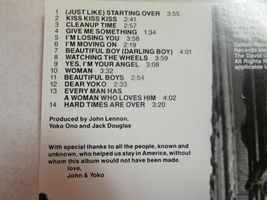 1 (JUST LIKE) STARTING OVER 3:55
2 KISS KISS KISS 2:41
3 CLEANUP TIME 2:57
4 GIVE ME SOMETHING 1:34
5 I'M LOSING YOU 3:58
6 I'M MOVING ON 2:19
7 BEAUTIFUL BOY (DARLING BOY) 4:01
8 WATCHING THE WHEELS 3:59
9 YES, I'M YOUR ANGEL 3:08
10 WOMAN 3:32
11 BEAUTIFUL BOYS 2:54
12 DEAR YOKO 2:33
13 EVERY MAN HAS
A WOMAN WHO LOVES HIM 4:02
14 HARD TIMES ARE OVER 3:20
Produced by John Lennon,
Yoko Ono and Jack Douglas
With special thanks to all the people, known and
unknown, who helped us stay in America, without
whom this album would not have been made.
love,
John & Yoko
Geffen Rec
Records Inc
The David G
All Rights R
applicable l